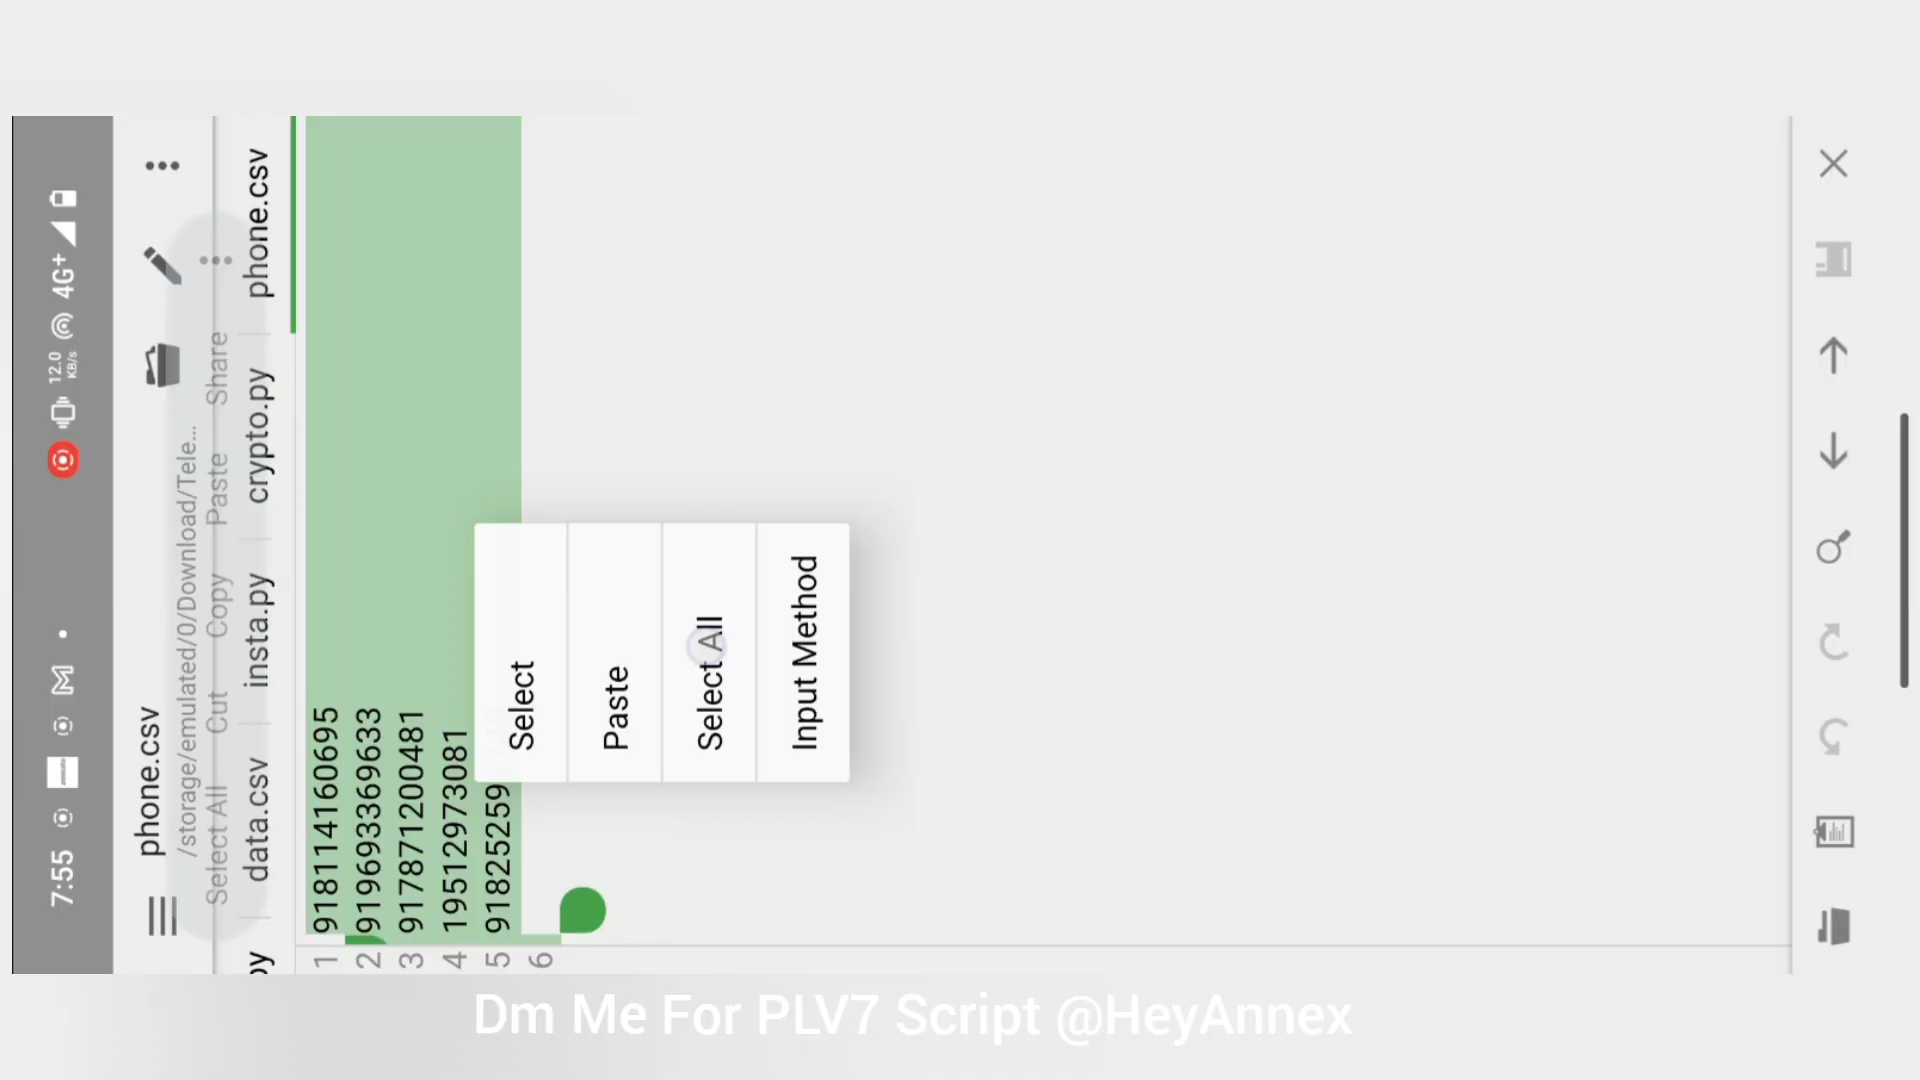 7:55
12.0
KB/s
4G+
phone.csv
/storage/emulated/0/Download/Tele...
Select All Cut Copy Paste Share
py data.csv insta.py crypto.py phone.csv
1 918114160695
2 919693369633
3 917871200481
4 19512973081
5 91825259
6
Select
Paste
Select All
Input Method
Dm Me For PLV7 Script @HeyAnnex